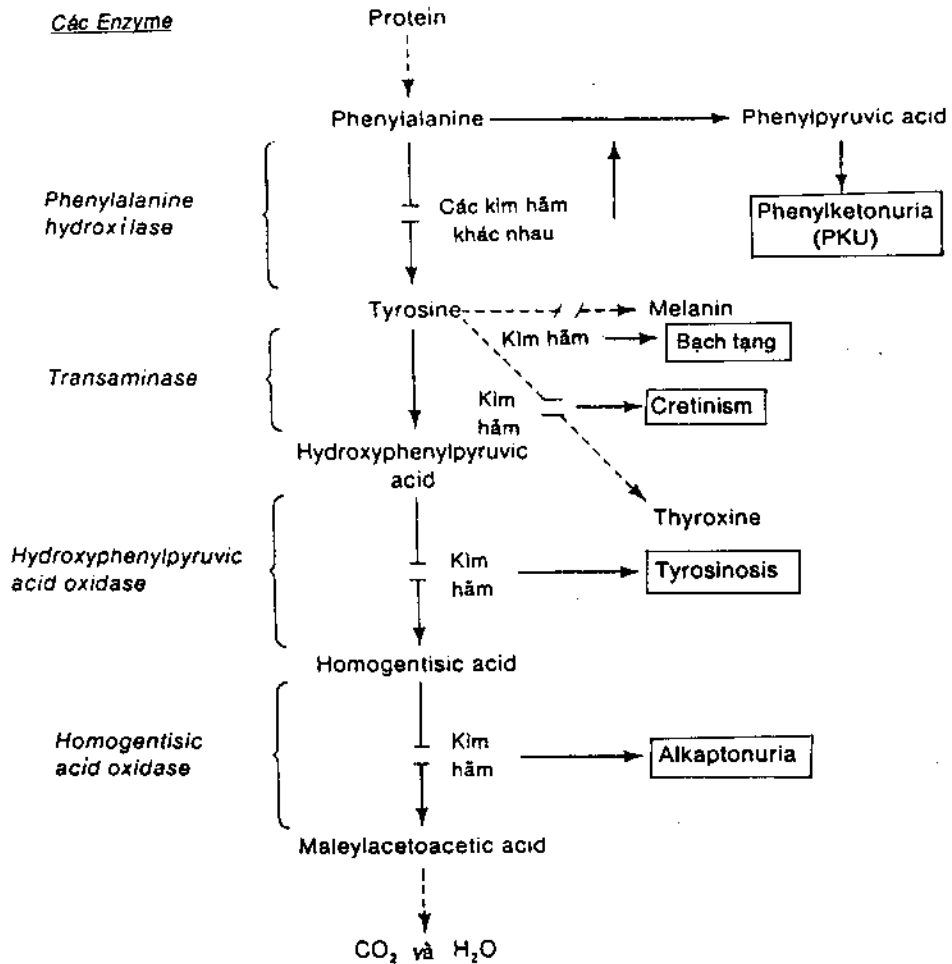 Các Enzyme
Protein
Phenylalanine
Phenylpyruvic acid
Phenylalanine
hydroxilase
Các kìm hãm
khác nhau
Phenylketonuria
(PKU)
Tyrosine
Melanin
Kìm hãm
Bạch tạng
Transaminase
Kìm
hãm
Cretinism
Hydroxyphenylpyruvic
acid
Thyroxine
Hydroxyphenylpyruvic
acid oxidase
Kìm
hãm
Tyrosinosis
Homogentisic acid
Homogentisic
acid oxidase
Kìm
hãm
Alkaptonuria
Maleylacetoacetic acid
CO₂ và H₂O